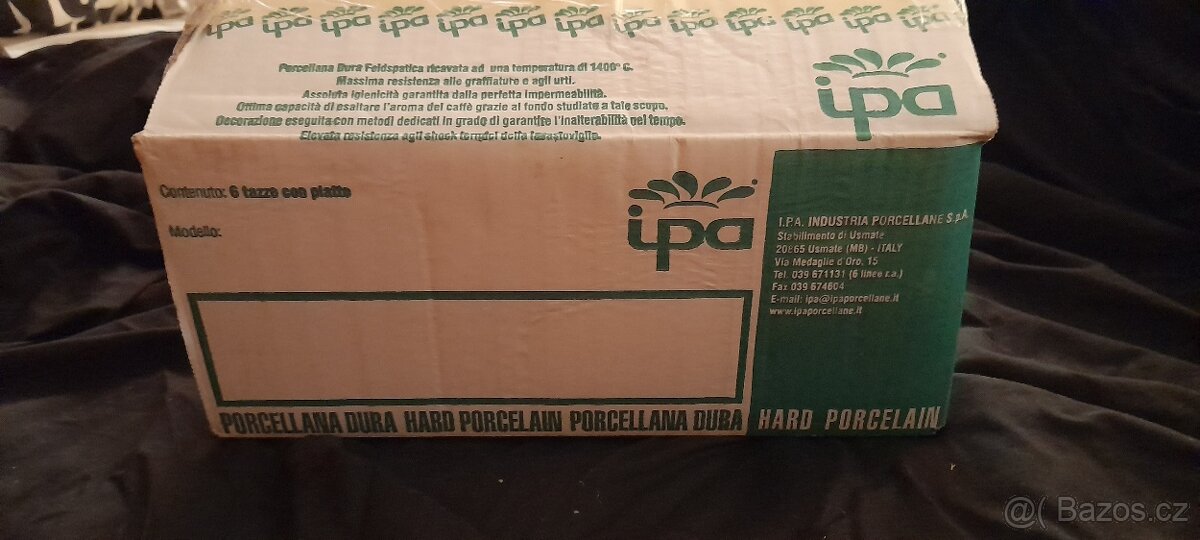 ipa ipa ipa ipa ipa ipa ipa ipa ipa ipa ipa ipa ipa
Porcellana Dura Feldspatica ricavata ad una temperatura di 1400° C.
Massima resistenza alle graffiature e agli urti.
Assoluta igienicità garantita dalla perfetta impermeabilità.
Ottima capacità di esaltare l'aroma del caffè grazie al fondo studiato a tale scopo.
Decorazione eseguita con metodi dedicati in grado di garantire l'inalterabilità nel tempo.
Elevata resistenza agli shock termici della lavastoviglie.
ipa
Contenuto: 6 tazze con piatto
Modello:
ipa
I.P.A. INDUSTRIA PORCELLANE S.p.A.
Stabilimento di Usmate
20865 Usmate (MB) - ITALY
Via Medaglie d'Oro, 15
Tel. 039 671131 (6 linee r.a.)
Fax 039 674604
E-mail: ipa@ipaporcellane.it
www.ipaporcellane.it
PORCELLANA DURA HARD PORCELAIN PORCELLANA DURA HARD PORCELAIN
@( Bazos.cz